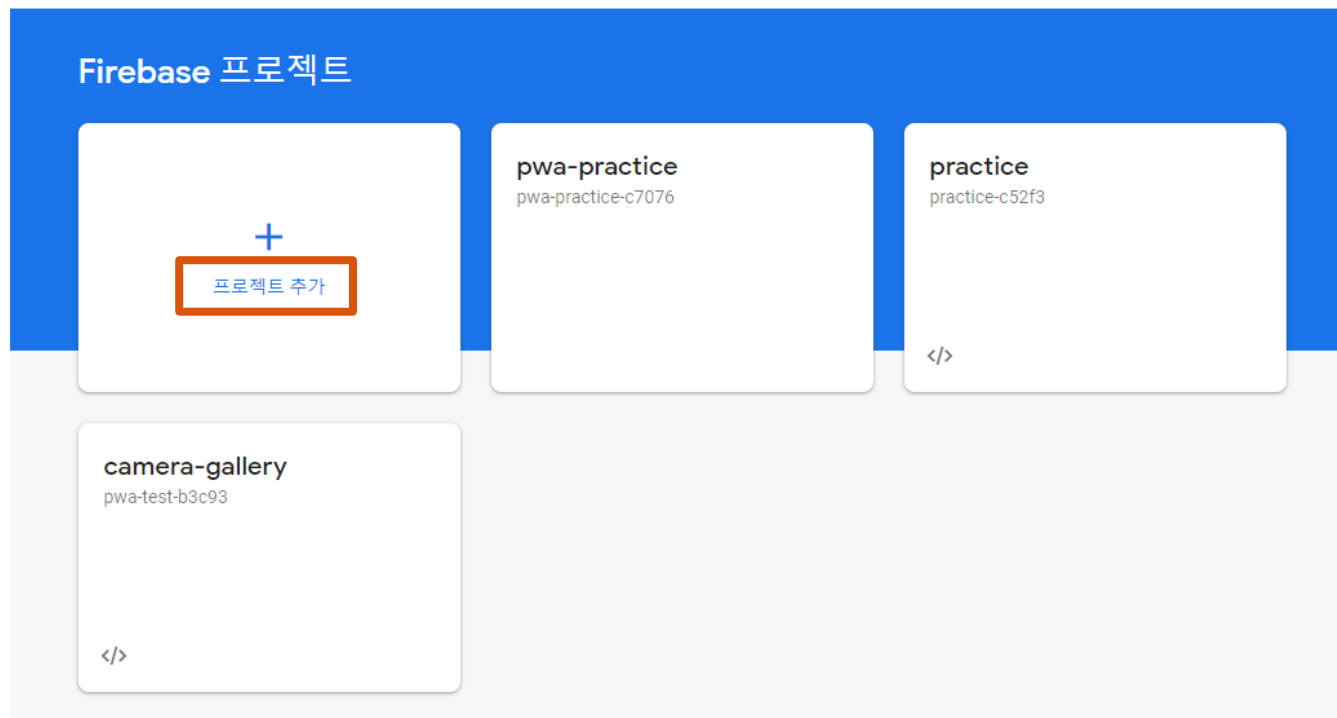 Firebase 프로젝트
프로젝트 추가
pwa-practice
pwa-practice-c7076
practice
practice-c52f3
</>
camera-gallery
pwa-test-b3c93
</>